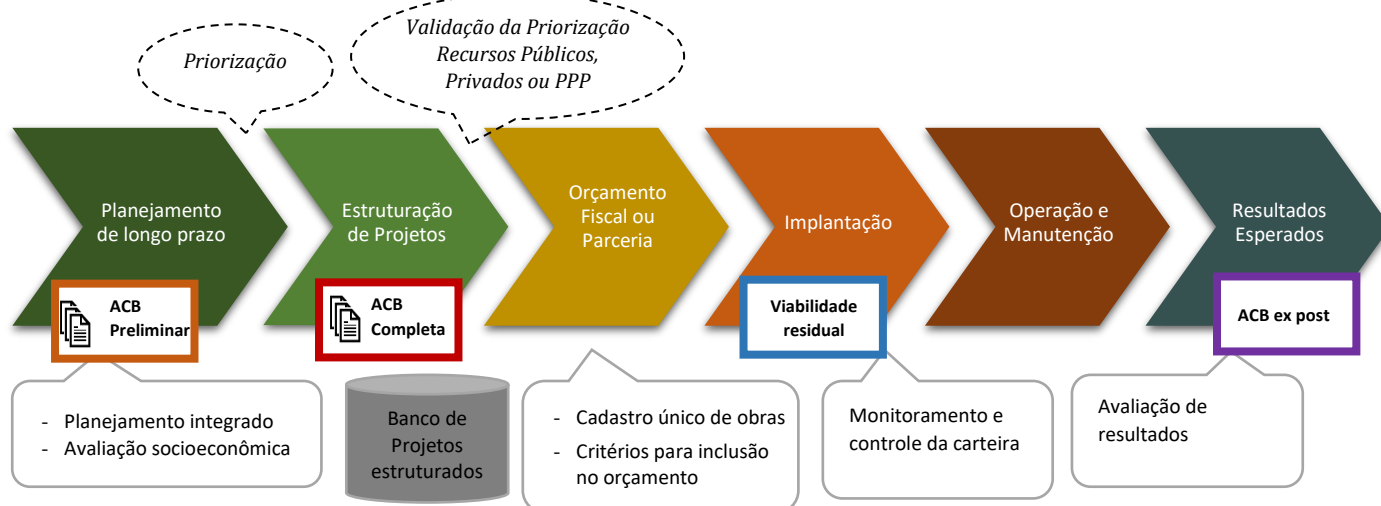 Priorização
Validação da Priorização
Recursos Públicos,
Privados ou PPP
Planejamento
de longo prazo
Estruturação
de Projetos
Orçamento
Fiscal ou
Parceria
Implantação
Operação e
Manutenção
Resultados
Esperados
ACB
Preliminar
ACB
Completa
Viabilidade
residual
ACB ex post
- Planejamento integrado
- Avaliação socioeconômica
Banco de
Projetos
estruturados
- Cadastro único de obras
- Critérios para inclusão
no orçamento
Monitoramento e
controle da carteira
Avaliação de
resultados